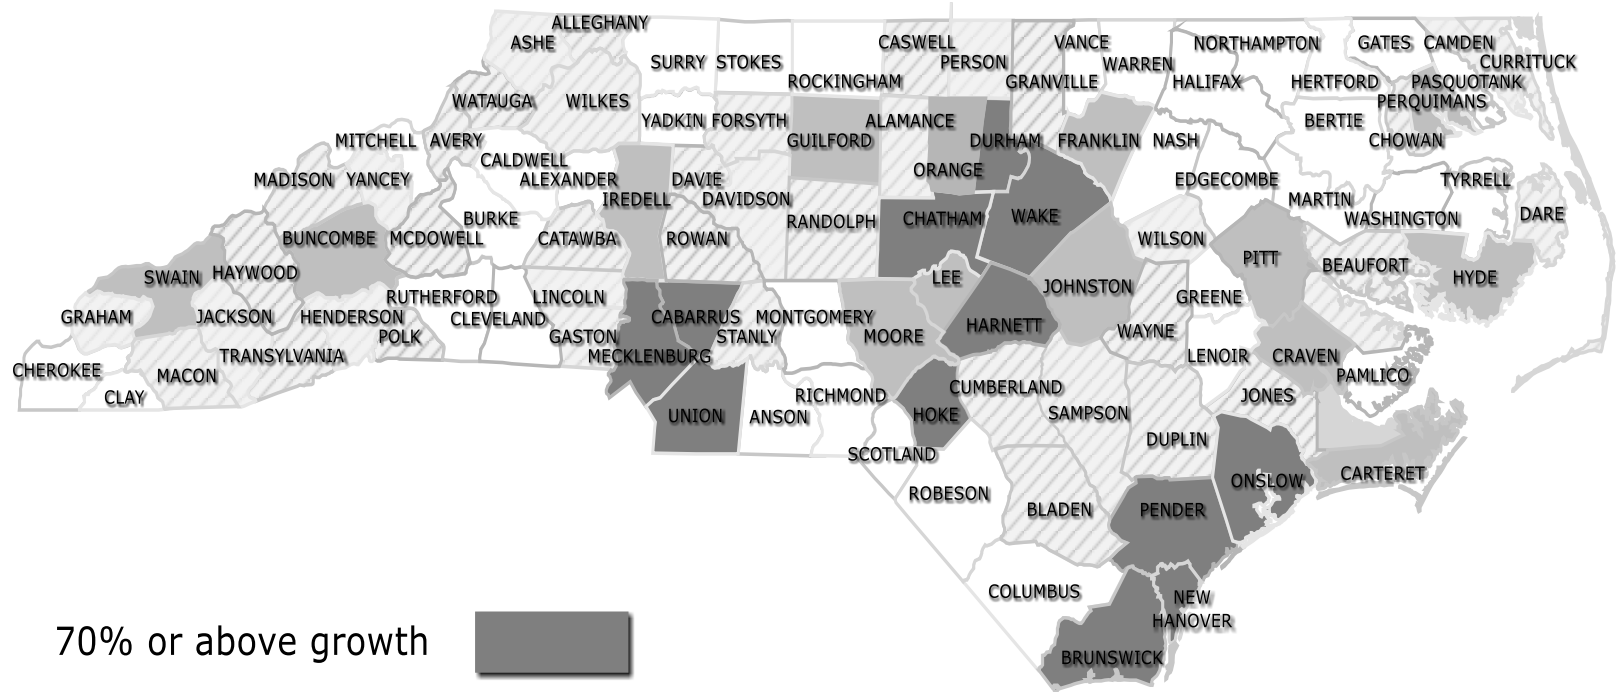 ALLEGHANY
ASHE
SURRY
STOKES
ROCKINGHAM
CASWELL
PERSON
VANCE
GRANVILLE
WARREN
NORTHAMPTON
HALIFAX
HERTFORD
GATES
CAMDEN
CURRITUCK
PASQUOTANK
PERQUIMANS
WATAUGA
WILKES
YADKIN
FORSYTH
GUILFORD
ALAMANCE
ORANGE
DURHAM
FRANKLIN
NASH
BERTIE
CHOWAN
MITCHELL
AVERY
CALDWELL
ALEXANDER
IREDELL
DAVIE
DAVIDSON
EDGECOMBE
MARTIN
TYRRELL
WASHINGTON
DARE
MADISON
YANCEY
BURKE
CATAWBA
ROWAN
RANDOLPH
CHATHAM
WAKE
WILSON
PITT
BEAUFORT
HYDE
BUNCOMBE
MCDOWELL
SWAIN
HAYWOOD
RUTHERFORD
CLEVELAND
LINCOLN
GASTON
CABARRUS
STANLY
MONTGOMERY
MOORE
LEE
HARNETT
JOHNSTON
GREENE
WAYNE
LENOIR
CRAVEN
PAMLICO
GRAHAM
JACKSON
HENDERSON
POLK
TRANSYLVANIA
MECKLENBURG
CHEROKEE
CLAY
MACON
UNION
ANSON
RICHMOND
HOKE
CUMBERLAND
SAMPSON
JONES
DUPLIN
SCOTLAND
ROBESON
BLADEN
PENDER
ONSLOW
CARTERET
COLUMBUS
NEW
HANOVER
BRUNSWICK
70% or above growth